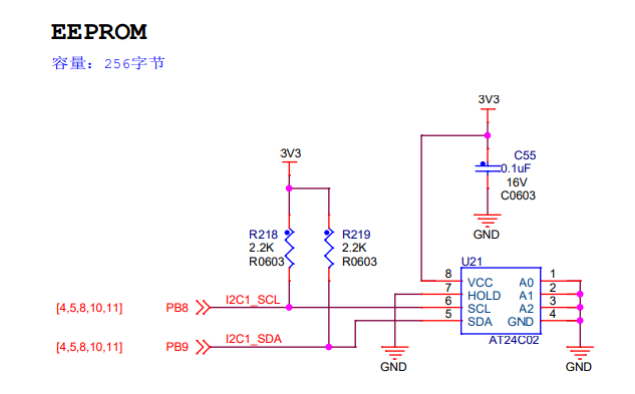 EEPROM
容量：256字节
3V3
3V3
C55
0.1uF
16V
C0603
GND
R218
2.2K
R0603
R219
2.2K
R0603
U21
8 VCC A0 1
7 HOLD A1 2
6 SCL A2 3
5 SDA GND 4
AT24C02
[4,5,8,10,11] PB8 I2C1_SCL
[4,5,8,10,11] PB9 I2C1_SDA
GND
GND